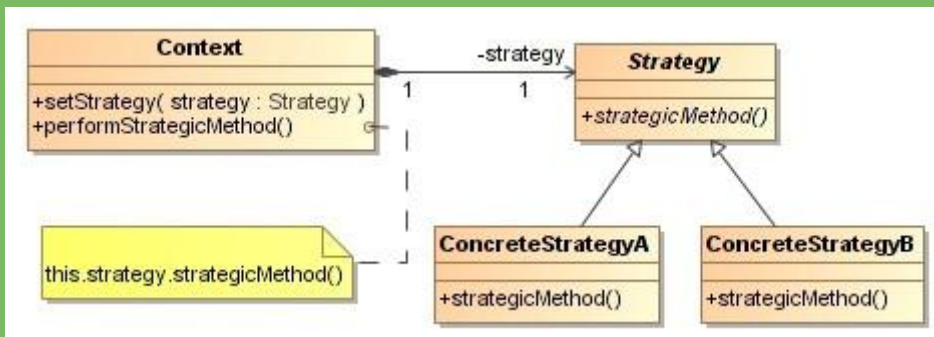 Context
+setStrategy( strategy : Strategy )
+performStrategicMethod()
-strategy
1
1
Strategy
+strategicMethod()
this.strategy.strategicMethod()
ConcreteStrategyA
+strategicMethod()
ConcreteStrategyB
+strategicMethod()